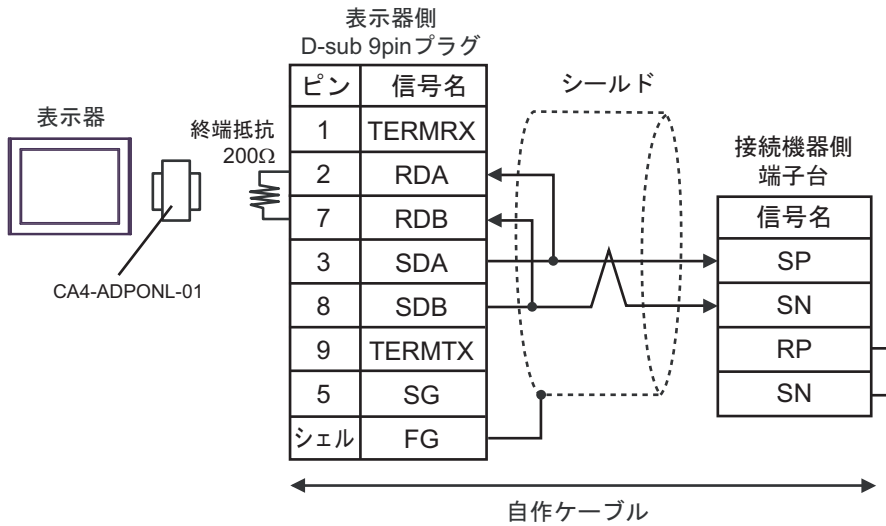 表示器側
D-sub 9pinプラグ
表示器
CA4-ADPONL-01
終端抵抗
200Ω
ピン 信号名
1 TERMRX
2 RDA
7 RDB
3 SDA
8 SDB
9 TERMTX
5 SG
シェル FG
シールド
接続機器側
端子台
信号名
SP
SN
RP
SN
自作ケーブル